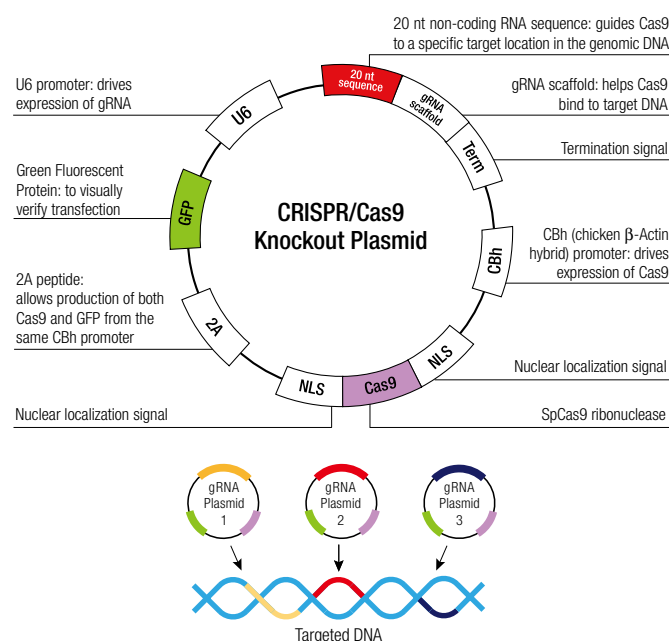 20 nt non-coding RNA sequence: guides Cas9
to a specific target location in the genomic DNA
U6 promoter: drives
expression of gRNA
20 nt
sequence
gRNA
scaffold
gRNA scaffold: helps Cas9
bind to target DNA
U6
Term
Termination signal
Green Fluorescent
Protein: to visually
verify transfection
GFP
CRISPR/Cas9
Knockout Plasmid
CBh
CBh (chicken β-Actin
hybrid) promoter: drives
expression of Cas9
2A peptide:
allows production of both
Cas9 and GFP from the
same CBh promoter
2A
NLS
Cas9
NLS
Nuclear localization signal
Nuclear localization signal
SpCas9 ribonuclease
gRNA
Plasmid
1
gRNA
Plasmid
2
gRNA
Plasmid
3
Targeted DNA